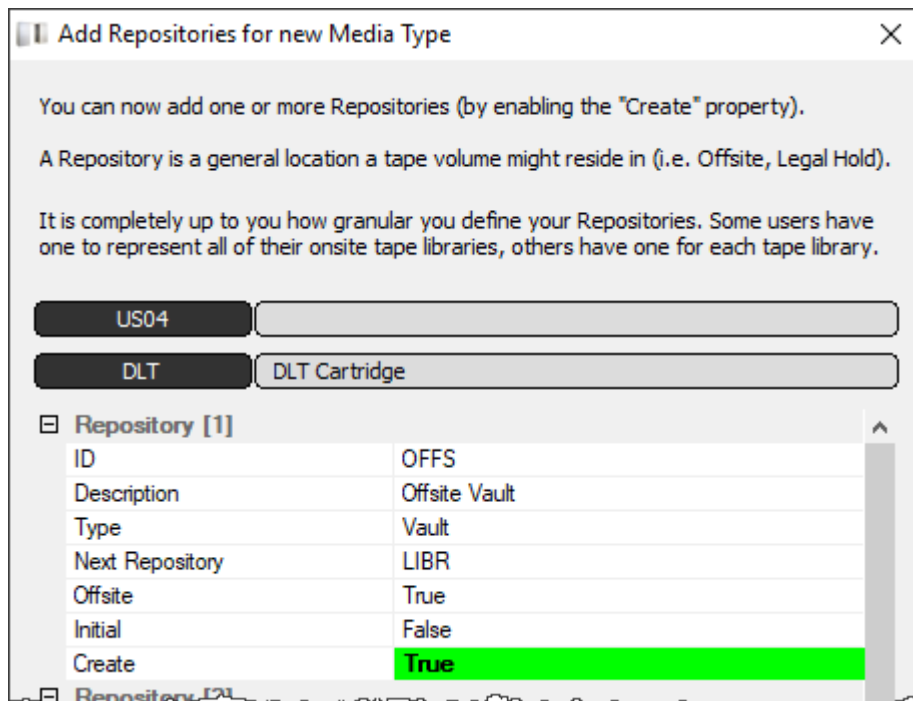 Add Repositories for new Media Type
You can now add one or more Repositories (by enabling the "Create" property).
A Repository is a general location a tape volume might reside in (i.e. Offsite, Legal Hold).
It is completely up to you how granular you define your Repositories. Some users have
one to represent all of their onsite tape libraries, others have one for each tape library.
US04
DLT DLT Cartridge
Repository [1]
ID OFFS
Description Offsite Vault
Type Vault
Next Repository LIBR
Offsite True
Initial False
Create True
Repository [2]